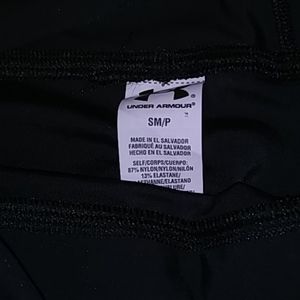 UNDER ARMOUR
SM/P
MADE IN EL SALVADOR
FABRIQUÉ AU SALVADOR
HECHO EN EL SALVADOR
SELF/CORPS/CUERPO:
87% NYLON/NYLON/NILON
13% ELASTANE/